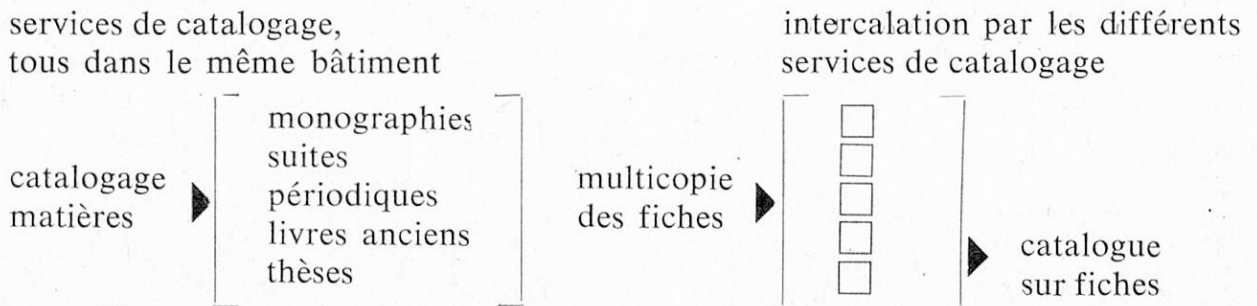 services de catalogage,
tous dans le même bâtiment
catalogage
matières
monographies
suites
périodiques
livres anciens
thèses
multicopie
des fiches
intercalation par les différents
services de catalogage
catalogue
sur fiches